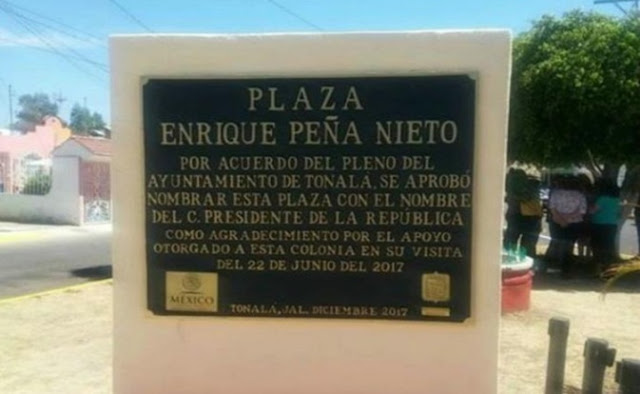 PLAZA
ENRIQUE PEÑA NIETO
POR ACUERDO DEL PLENO DEL
AYUNTAMIENTO DE TONALA, SE APROBÓ
NOMBRAR ESTA PLAZA CON EL NOMBRE
DEL C. PRESIDENTE DE LA REPÚBLICA
COMO AGRADECIMIENTO POR EL APOYO
OTORGADO A ESTA COLONIA EN SU VISITA
DEL 22 DE JUNIO DEL 2017
MÉXICO
TONALA, JAL. DICIEMBRE 2017